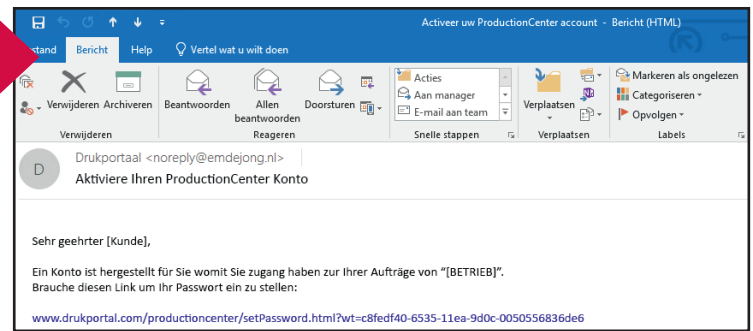 Activeer uw ProductionCenter account - Bericht (HTML)
stand Bericht Help Vertel wat u wilt doen
Verwijderen Archiveren
Verwijderen
Beantwoorden Allen beantwoorden Doorsturen
Reageren
Acties
Aan manager
E-mail aan team
Snelle stappen
Verplaatsen
Verplaatsen
Markeren als ongelezen
Categoriseren
Opvolgen
Labels
D
Drukportaal <noreply@emdejong.nl>
Aktiviere Ihren ProductionCenter Konto
Sehr geehrter [Kunde],
Ein Konto ist hergestellt für Sie womit Sie zugang haben zur Ihrer Aufträge von "[BETRIEB]".
Brauche diesen Link um Ihr Passwort ein zu stellen:
www.drukportal.com/productioncenter/setPassword.html?wt=c8fedf40-6535-11ea-9d0c-0050556836de6